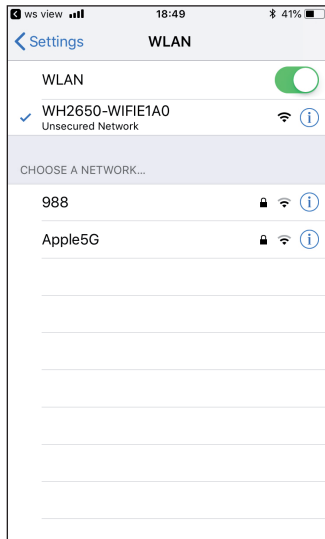 ws view 18:49 41%
Settings WLAN
WLAN
WH2650-WIFIE1A0
Unsecured Network
CHOOSE A NETWORK...
988
Apple5G